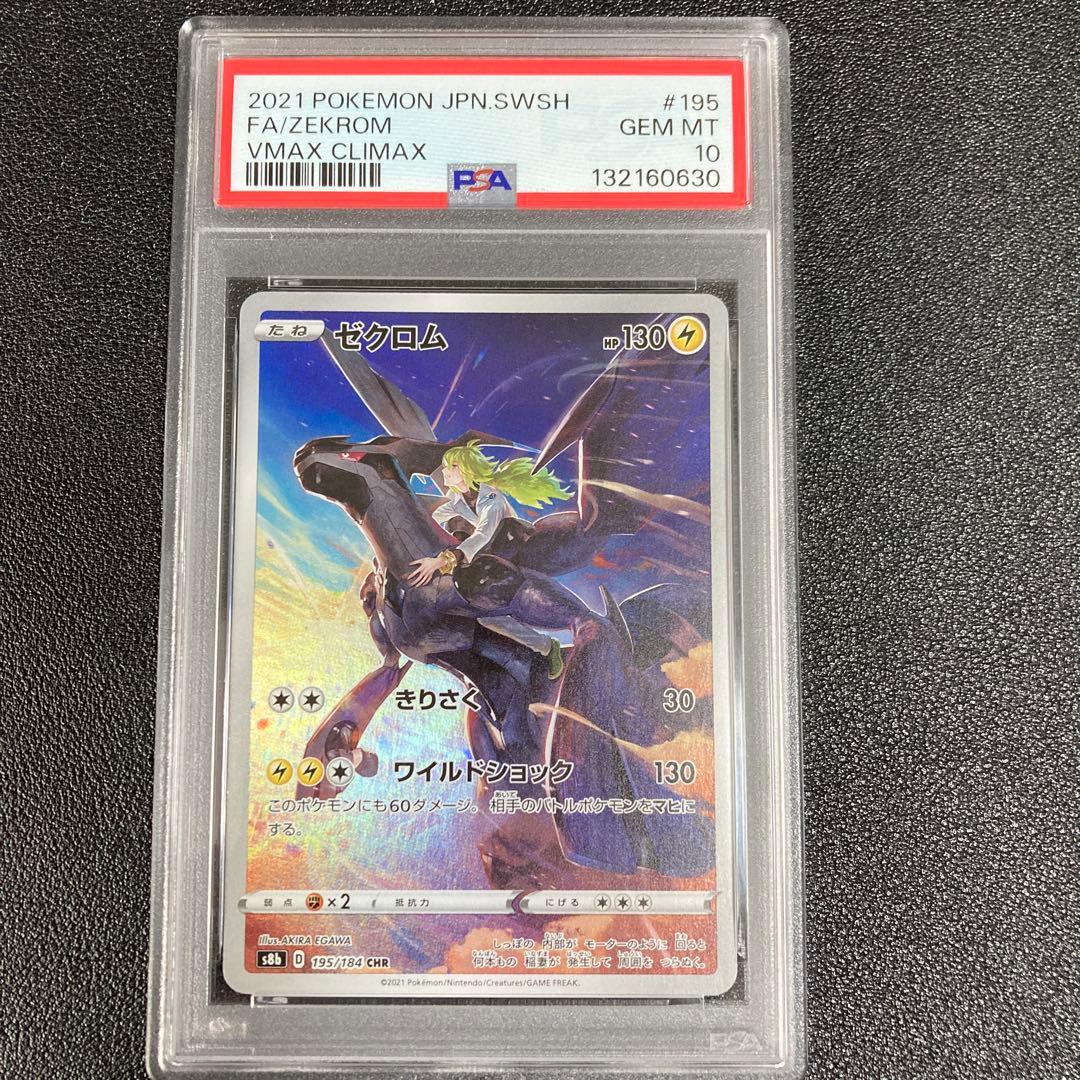 2021 POKEMON JPN.SWSH #195
FA/ZEKROM GEM MT
VMAX CLIMAX 10
PSA 132160630
たね ゼクロム HP 130
きりさく 30
ワイルドショック 130
このポケモンにも60ダメージ。相手のバトルポケモンをマヒに
する。
弱点 ×2 抵抗力 にげる
Illus. AKIRA EGAWA
しっぽの 内部が モーターのように 回ると
何本もの 稲妻が 発生して 周囲を つらぬく。
s8b D 195/184 CHR
©2021 Pokémon/Nintendo/Creatures/GAME FREAK.
PSA